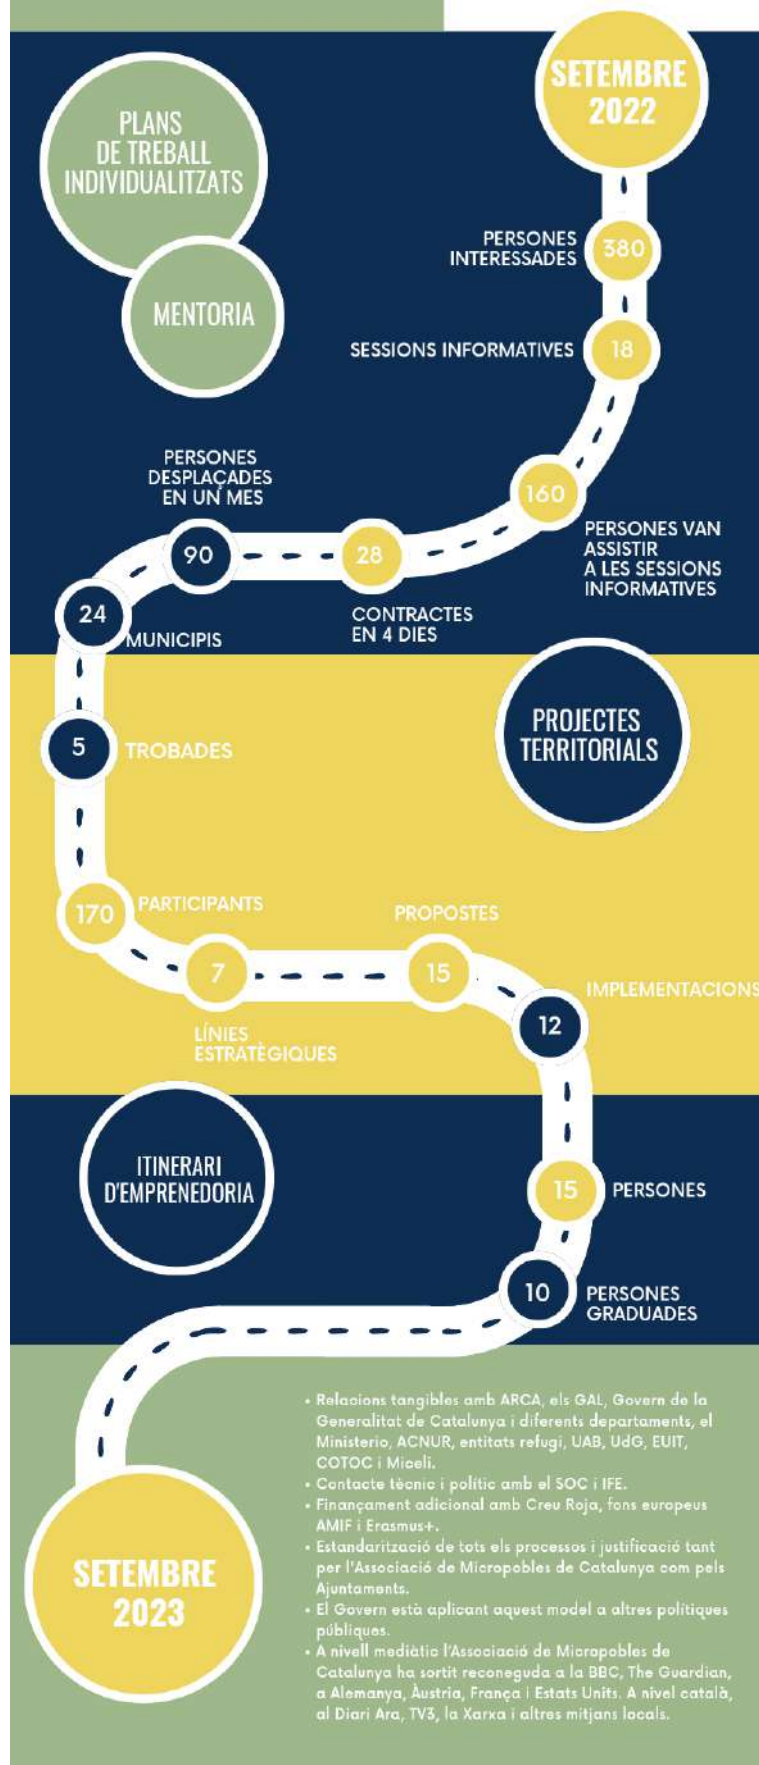 SETEMBRE
2022
PLANS
DE TREBALL
INDIVIDUALITZATS
MENTORIA
PERSONES
INTERESSADES
380
SESSIONS INFORMATIVES
18
160
PERSONES VAN
ASSISTIR
A LES SESSIONS
INFORMATIVES
28
CONTRACTES
EN 4 DIES
PERSONES
DESPLAÇADES
EN UN MES
90
24
MUNICIPIS
PROJECTES
TERRITORIALS
5
TROBADES
170
PARTICIPANTS
7
LÍNIES
ESTRATÈGIQUES
PROPOSTES
15
IMPLEMENTACIONS
12
ITINERARI
D'EMPRENEDORIA
15
PERSONES
10
PERSONES
GRADUADES
• Relacions tangibles amb ARCA, els GAL, Govern de la
Generalitat de Catalunya i diferents departaments, el
Ministerio, ACNUR, entitats refugi, UAB, UdG, EUIT,
COTOC i Miceli.
• Contacte tècnic i polític amb el SOC i IFE.
• Finançament adicional amb Creu Roja, fons europeus
AMIF i Erasmus+.
• Estandarització de tots els processos i justificació tant
per l'Associació de Micropobles de Catalunya com pels
Ajuntaments.
• El Govern està aplicant aquest model a altres polítiques
públiques.
• A nivell mediàtic l'Associació de Micropobles de
Catalunya ha sortit reconeguda a la BBC, The Guardian,
a Alemanya, Àustria, França i Estats Units. A nivel català,
al Diari Ara, TV3, la Xarxa i altres mitjans locals.
SETEMBRE
2023